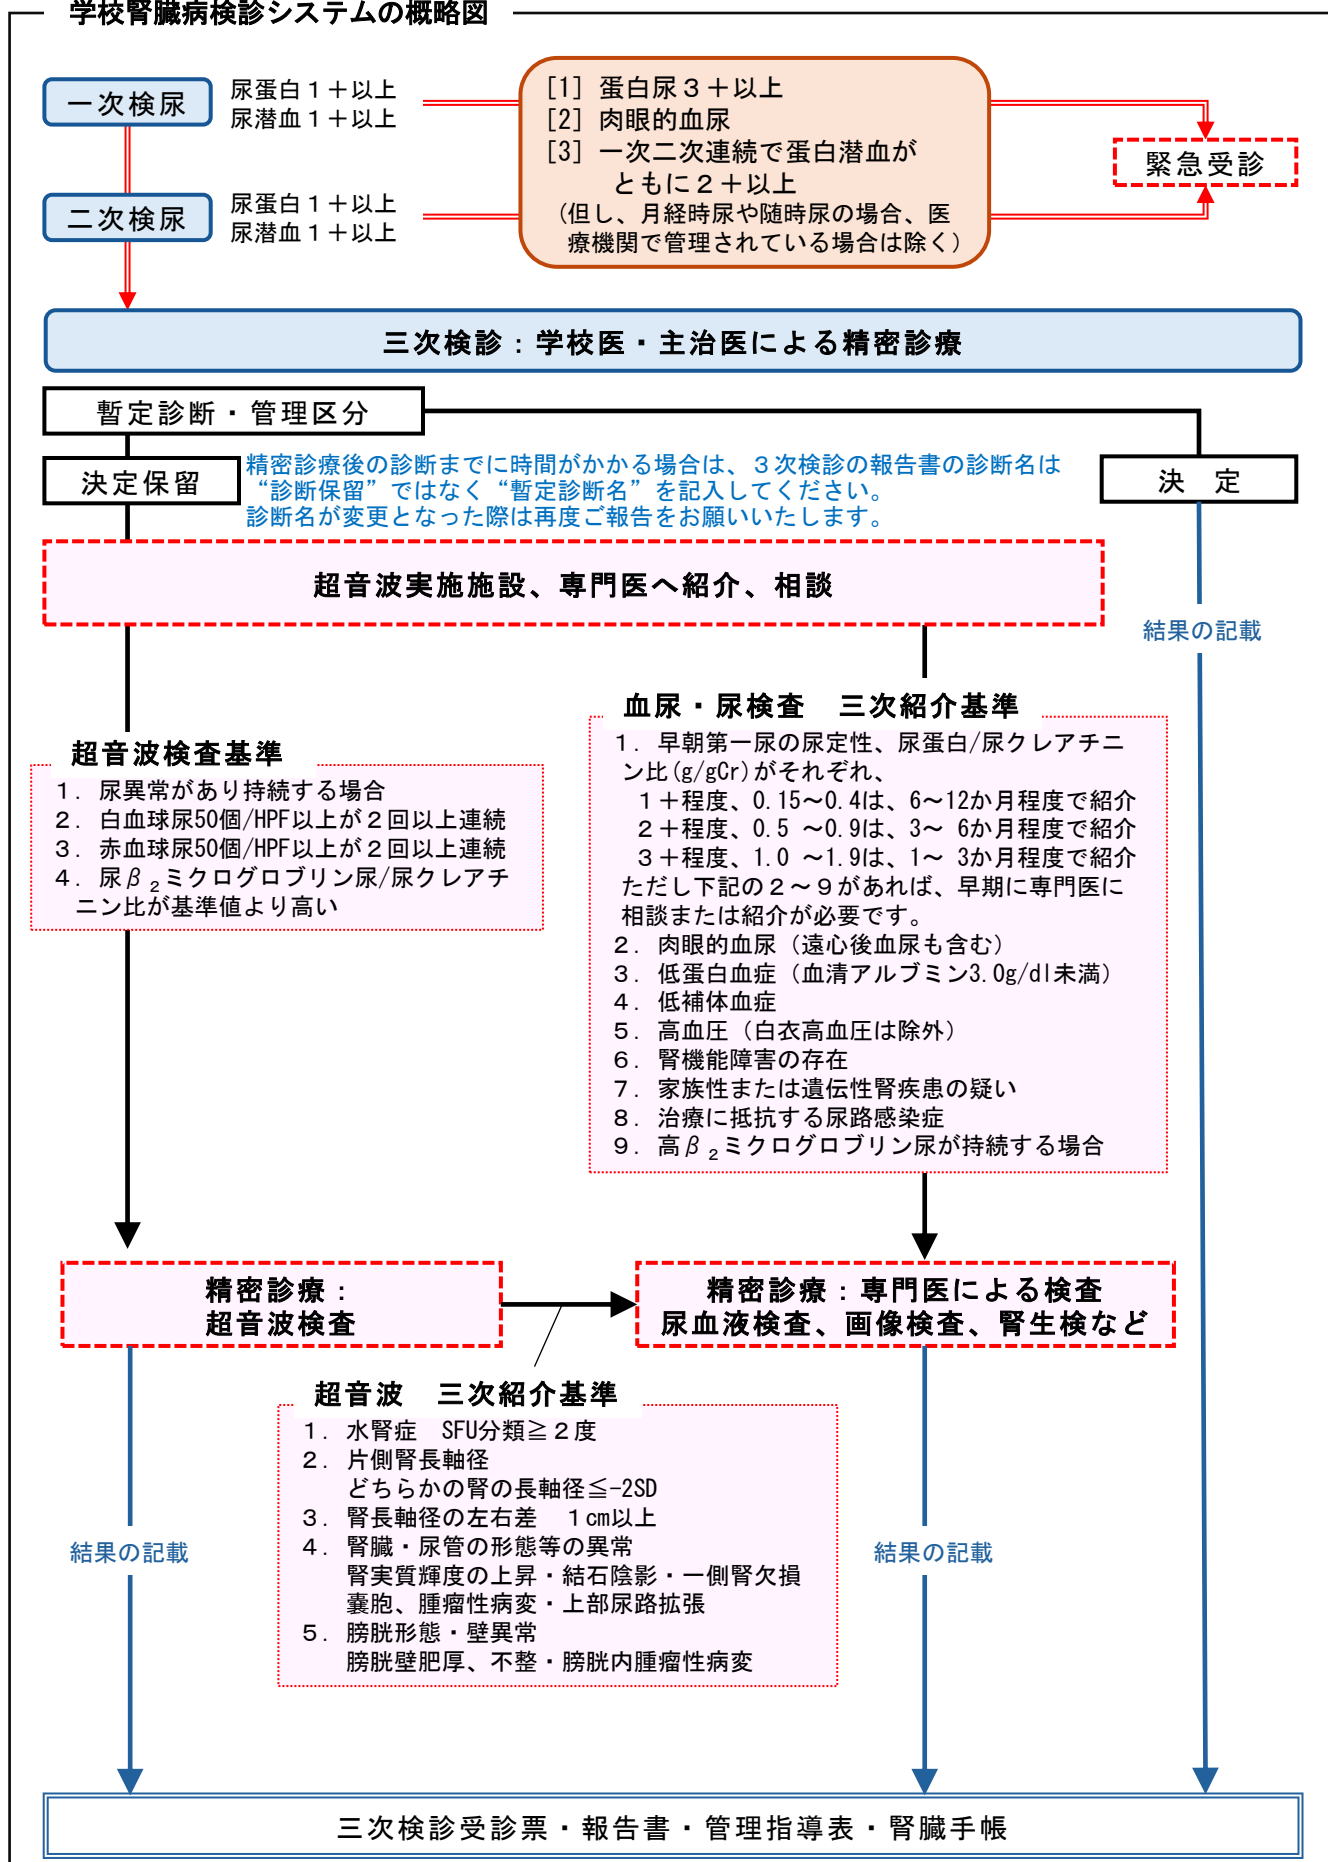 学校腎臓病検診システムの概略図
一次検尿
尿蛋白１＋以上
尿潜血１＋以上
[1] 蛋白尿３＋以上
[2] 肉眼的血尿
[3] 一次二次連続で蛋白潜血が
ともに２＋以上
（但し、月経時尿や随時尿の場合、医
療機関で管理されている場合は除く）
緊急受診
二次検尿
尿蛋白１＋以上
尿潜血１＋以上
三次検診：学校医・主治医による精密診療
暫定診断・管理区分
決定保留
精密診療後の診断までに時間がかかる場合は、３次検診の報告書の診断名は
“診断保留”ではなく“暫定診断名”を記入してください。
診断名が変更となった際は再度ご報告をお願いいたします。
決　定
超音波実施施設、専門医へ紹介、相談
結果の記載
血尿・尿検査　三次紹介基準
１. 早朝第一尿の尿定性、尿蛋白/尿クレアチニ
ン比(g/gCr)がそれぞれ、
１＋程度、0.15～0.4は、6～12か月程度で紹介
２＋程度、0.5 ～0.9は、3～ 6か月程度で紹介
３＋程度、1.0 ～1.9は、1～ 3か月程度で紹介
ただし下記の２～９があれば、早期に専門医に
相談または紹介が必要です。
２. 肉眼的血尿（遠心後血尿も含む）
３. 低蛋白血症（血清アルブミン3.0g/dl未満）
４. 低補体血症
５. 高血圧（白衣高血圧は除外）
６. 腎機能障害の存在
７. 家族性または遺伝性腎疾患の疑い
８. 治療に抵抗する尿路感染症
９. 高β₂ミクログロブリン尿が持続する場合
超音波検査基準
１. 尿異常があり持続する場合
２. 白血球尿50個/HPF以上が２回以上連続
３. 赤血球尿50個/HPF以上が２回以上連続
４. 尿β₂ミクログロブリン尿/尿クレアチ
ニン比が基準値より高い
精密診療：
超音波検査
精密診療：専門医による検査
尿血液検査、画像検査、腎生検など
超音波　三次紹介基準
１. 水腎症　SFU分類≧２度
２. 片側腎長軸径
どちらかの腎の長軸径≦-2SD
３. 腎長軸径の左右差　１cm以上
４. 腎臓・尿管の形態等の異常
腎実質輝度の上昇・結石陰影・一側腎欠損
嚢胞、腫瘤性病変・上部尿路拡張
５. 膀胱形態・壁異常
膀胱壁肥厚、不整・膀胱内腫瘤性病変
結果の記載
結果の記載
三次検診受診票・報告書・管理指導表・腎臓手帳